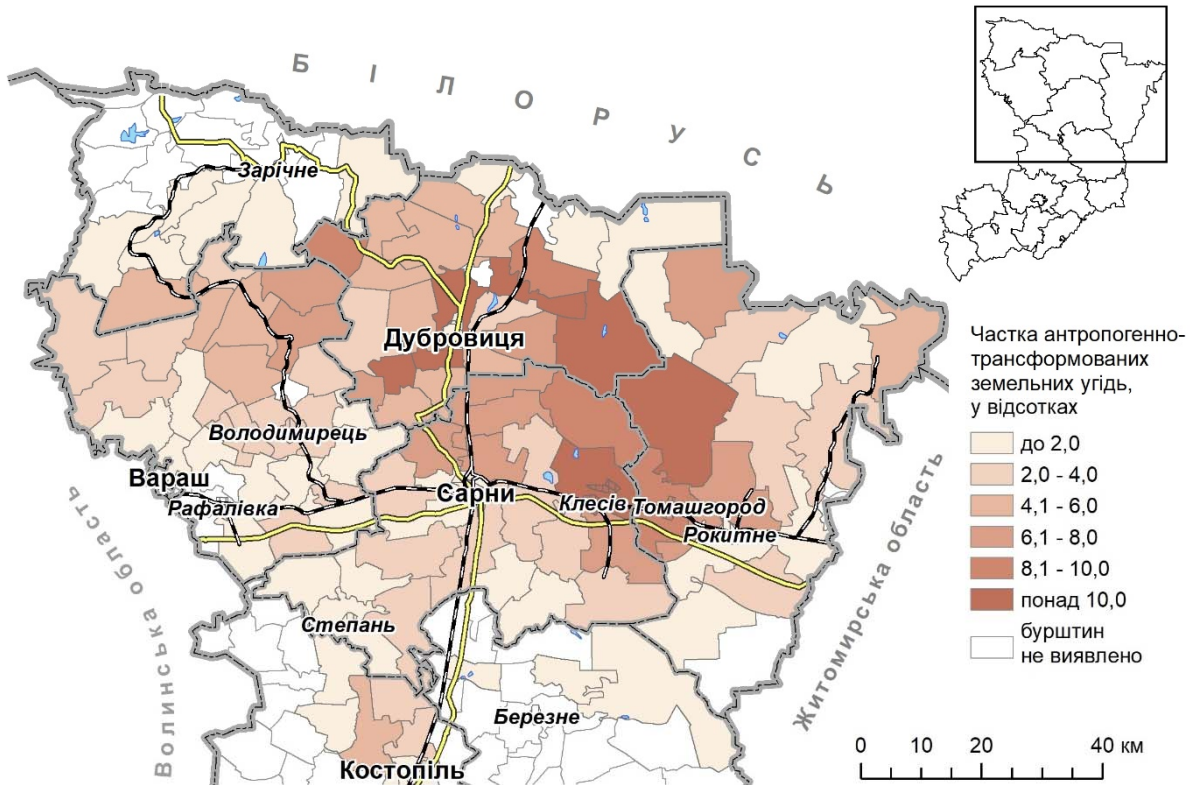 БІЛОРУСЬ
Зарічне
Дубровиця
Володимирець
Вараш
Рафалівка
Сарни
Клесів
Томашгород
Рокитне
Степань
Березне
Костопіль
Волинська область
Житомирська область
Частка антропогенно-
трансформованих
земельних угідь,
у відсотках
до 2,0
2,0 - 4,0
4,1 - 6,0
6,1 - 8,0
8,1 - 10,0
понад 10,0
бурштин
не виявлено
0 10 20 40 км